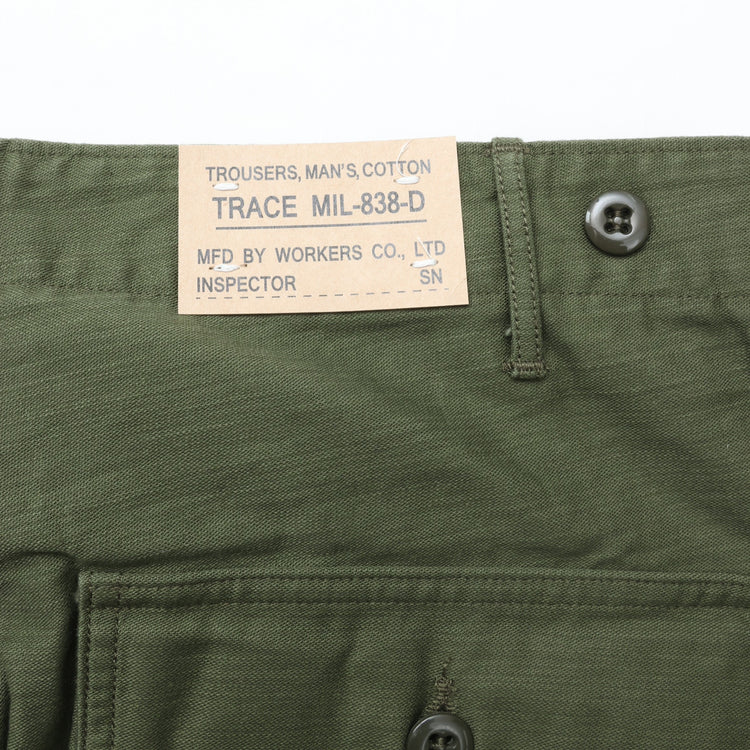 TROUSERS, MAN'S, COTTON
TRACE MIL-838-D
MFD BY WORKERS CO., LTD
INSPECTOR SN